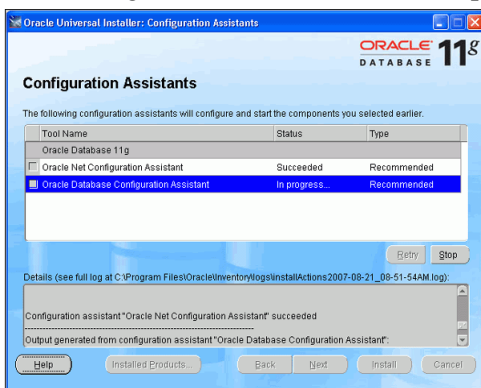 Oracle Universal Installer: Configuration Assistants
ORACLE
DATABASE 11g
Configuration Assistants
The following configuration assistants will configure and start the components you selected earlier.
Tool Name Status Type
Oracle Database 11g
Oracle Net Configuration Assistant Succeeded Recommended
Oracle Database Configuration Assistant In progress... Recommended
Retry Stop
Details (see full log at C:\Program Files\Oracle\Inventory\logs\installActions2007-08-21_08-51-54AM.log):
Configuration assistant "Oracle Net Configuration Assistant" succeeded
-----------------------------------------------------------------------------
Output generated from configuration assistant "Oracle Database Configuration Assistant":
Help Installed Products... Back Next Install Cancel